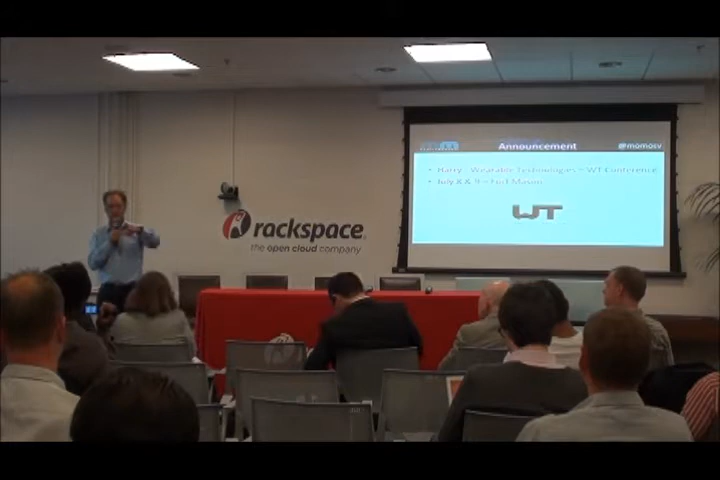 Announcement
@momosv
• Harry - Wearable Technologies – WT Conference
• July 8 & 9 – Fort Mason
WT
rackspace
the open cloud company